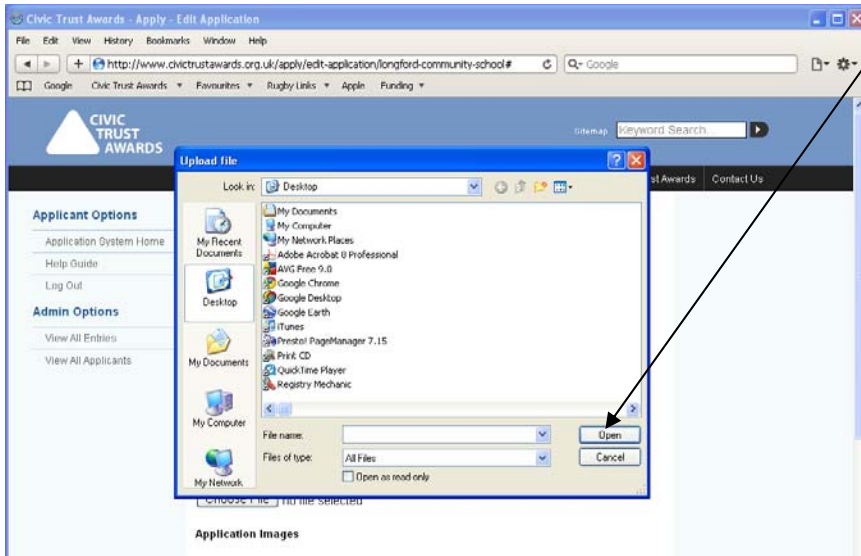 Civic Trust Awards - Apply - Edit Application
File Edit View History Bookmarks Window Help
http://www.civictrustawards.org.uk/apply/edit-application/longford-community-school#
Google
Google Civic Trust Awards Favourites Rugby Links Apple Funding
CIVIC
TRUST
AWARDS
Sitemap Keyword Search
Upload file
st Awards Contact Us
Look in: Desktop
Applicant Options
Application System Home
Help Guide
Log Out
Admin Options
View All Entries
View All Applicants
My Recent
Documents
Desktop
My Documents
My Computer
My Network
My Documents
My Computer
My Network Places
Adobe Acrobat 8 Professional
AVG Free 9.0
Google Chrome
Google Desktop
Google Earth
iTunes
Presto! PageManager 7.15
Print CD
QuickTime Player
Registry Mechanic
File name: Open
Files of type: All Files Cancel
Open as read only
Choose File no file selected
Application Images